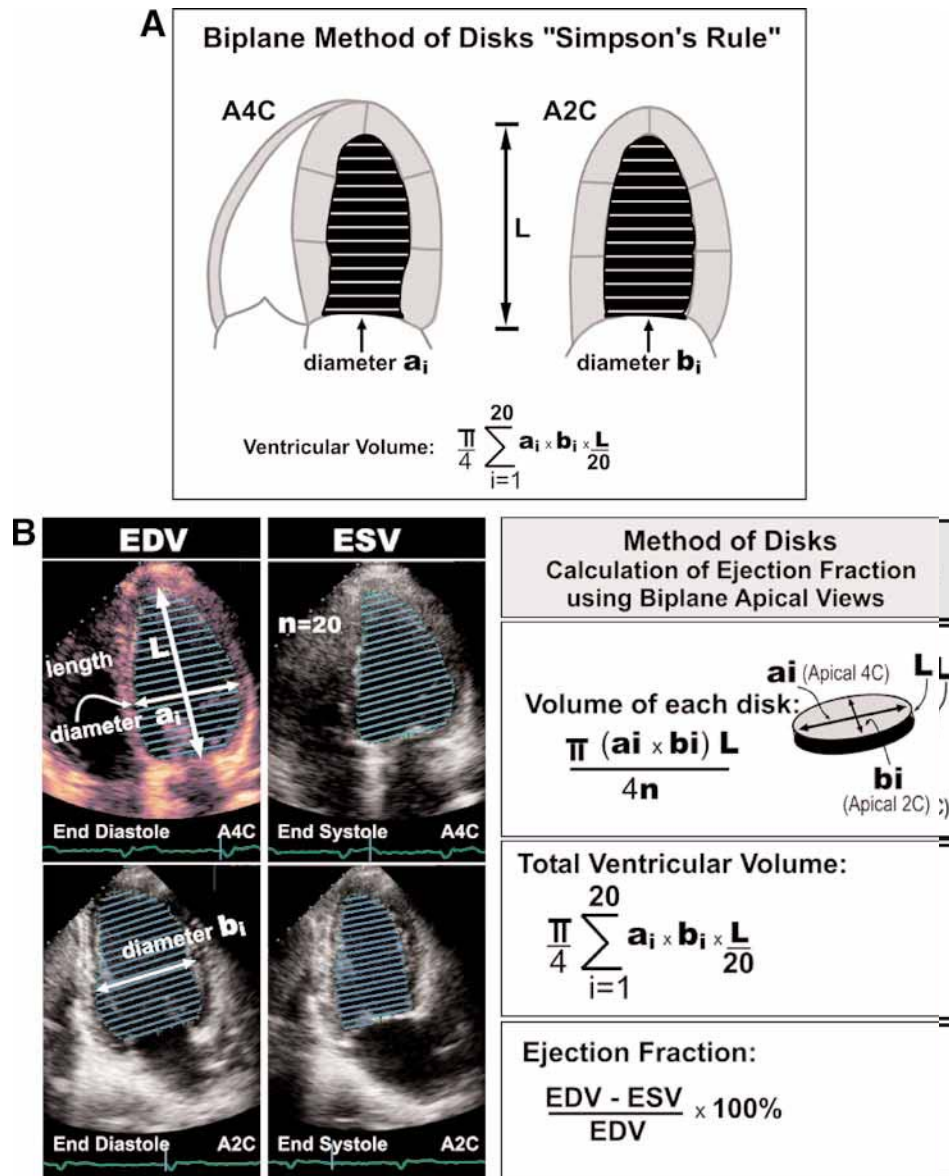 A
Biplane Method of Disks "Simpson's Rule"
A4C
A2C
L
diameter aᵢ
diameter bᵢ
Ventricular Volume: π/4 20 ∑ i=1 aᵢ × bᵢ × L/20
B
EDV
ESV
L
length
diameter aᵢ
End Diastole A4C
n=20
End Systole A4C
diameter bᵢ
End Diastole A2C
End Systole A2C
Method of Disks
Calculation of Ejection Fraction
using Biplane Apical Views
ai (Apical 4C)
L
L
Volume of each disk:
π (ai × bi) L
4n
bi
(Apical 2C)
Total Ventricular Volume:
π/4 20 ∑ i=1 aᵢ × bᵢ × L/20
Ejection Fraction:
EDV - ESV
EDV
× 100%